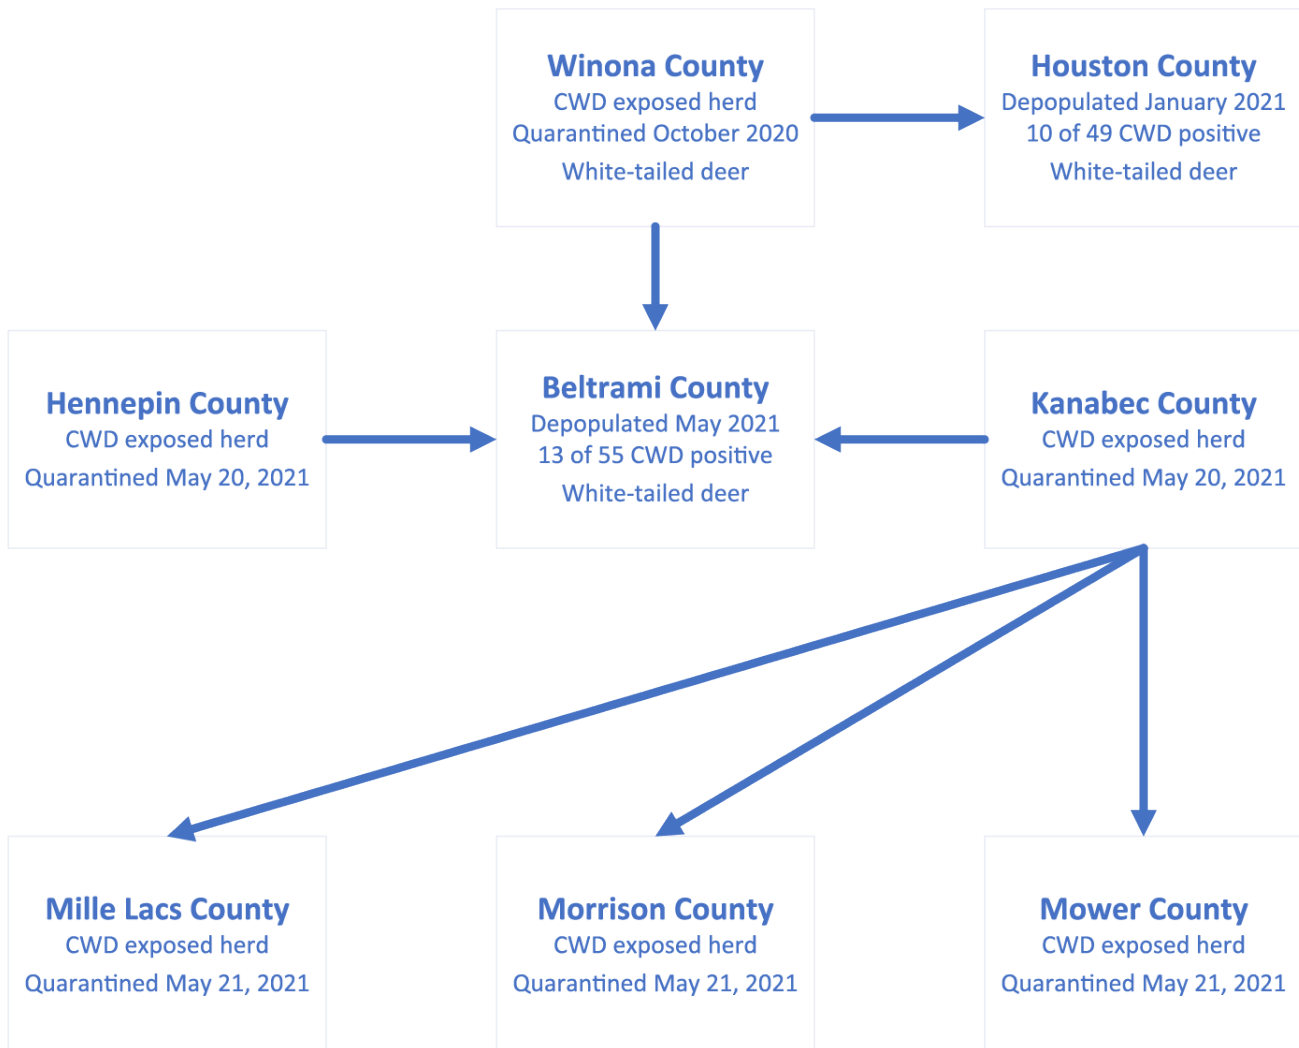 Winona County
CWD exposed herd
Quarantined October 2020
White-tailed deer
Houston County
Depopulated January 2021
10 of 49 CWD positive
White-tailed deer
Hennepin County
CWD exposed herd
Quarantined May 20, 2021
Beltrami County
Depopulated May 2021
13 of 55 CWD positive
White-tailed deer
Kanabec County
CWD exposed herd
Quarantined May 20, 2021
Mille Lacs County
CWD exposed herd
Quarantined May 21, 2021
Morrison County
CWD exposed herd
Quarantined May 21, 2021
Mower County
CWD exposed herd
Quarantined May 21, 2021